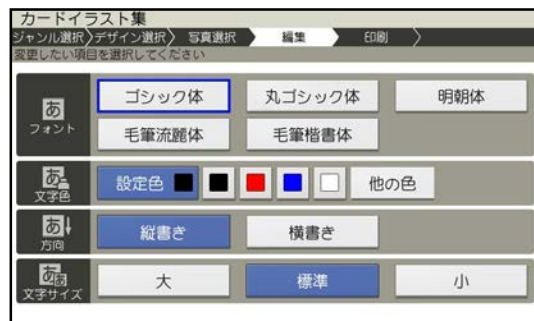 カードイラスト集
ジャンル選択〉デザイン選択〉 写真選択 編集 印刷
変更したい項目を選択してください
あ
フォント
ゴシック体 丸ゴシック体 明朝体
毛筆流麗体 毛筆楷書体
あ
文字色
設定色 他の色
あ
方向
縦書き 横書き
ああ
文字サイズ
大 標準 小